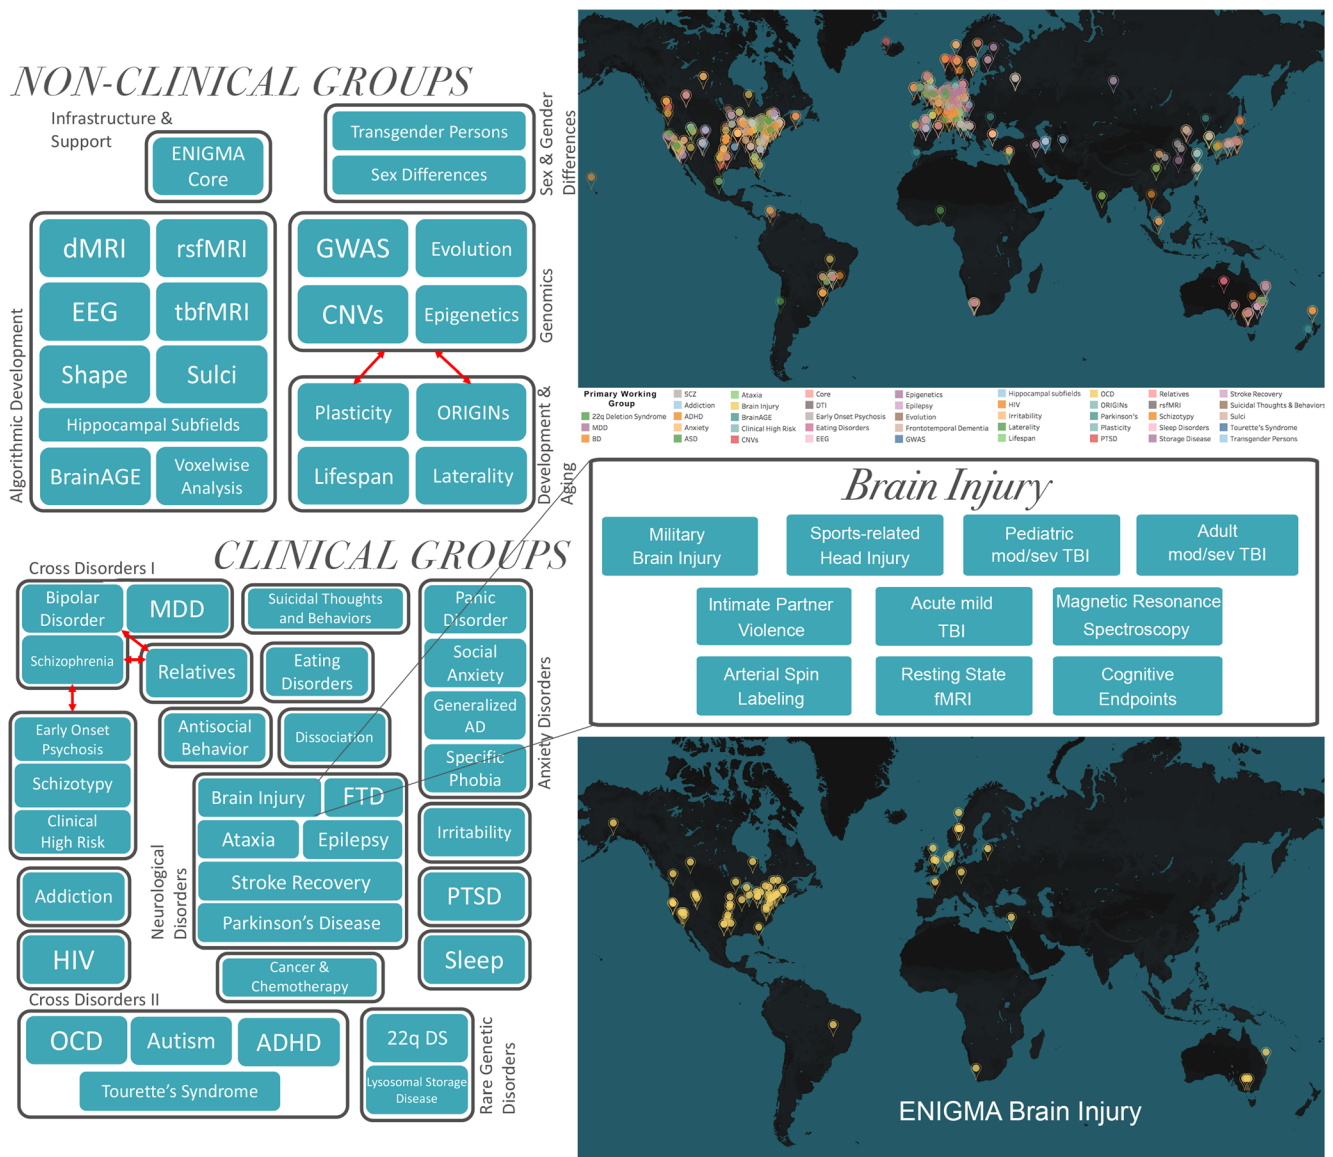 NON-CLINICAL GROUPS
Infrastructure &
Support
ENIGMA
Core
Transgender Persons
Sex Differences
Sex & Gender
Differences
dMRI
rsfMRI
EEG
tbfMRI
Shape
Sulci
Hippocampal Subfields
BrainAGE
Voxelwise
Analysis
Algorithmic Development
GWAS
Evolution
CNVs
Epigenetics
Genomics
Plasticity
ORIGINs
Lifespan
Laterality
Development &
Aging
CLINICAL GROUPS
Cross Disorders I
Bipolar
Disorder
MDD
Schizophrenia
Relatives
Suicidal Thoughts
and Behaviors
Eating
Disorders
Early Onset
Psychosis
Schizotypy
Clinical
High Risk
Antisocial
Behavior
Dissociation
Panic
Disorder
Social
Anxiety
Generalized
AD
Specific
Phobia
Anxiety Disorders
Brain Injury
FTD
Ataxia
Epilepsy
Stroke Recovery
Parkinson's Disease
Neurological
Disorders
Irritability
PTSD
Sleep
Addiction
HIV
Cancer &
Chemotherapy
Cross Disorders II
OCD
Autism
ADHD
Tourette's Syndrome
22q DS
Lysosomal Storage
Disease
Rare Genetic
Disorders
Primary Working
Group
22q Deletion Syndrome
MDD
BD
SCZ
Addiction
ADHD
Anxiety
ASD
Ataxia
Brain Injury
BrainAGE
Clinical High Risk
CNVs
Core
DTI
Early Onset Psychosis
Eating Disorders
EEG
Epigenetics
Epilepsy
Evolution
Frontotemporal Dementia
GWAS
Hippocampal subfields
HIV
Irritability
Laterality
Lifespan
OCD
ORIGINs
Parkinson's
Plasticity
PTSD
Relatives
rsfMRI
Schizotypy
Sleep Disorders
Storage Disease
Stroke Recovery
Suicidal Thoughts & Behaviors
Sulci
Tourette's Syndrome
Transgender Persons
Brain Injury
Military
Brain Injury
Sports-related
Head Injury
Pediatric
mod/sev TBI
Adult
mod/sev TBI
Intimate Partner
Violence
Acute mild
TBI
Magnetic Resonance
Spectroscopy
Arterial Spin
Labeling
Resting State
fMRI
Cognitive
Endpoints
ENIGMA Brain Injury